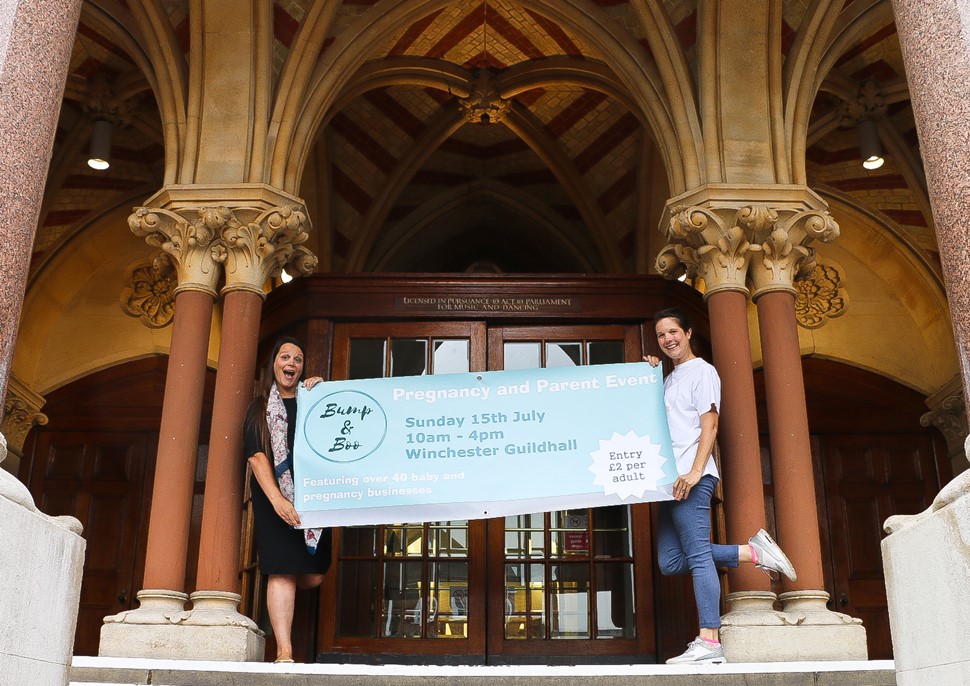 LICENSED IN PURSUANCE OF ACT OF PARLIAMENT
FOR MUSIC AND DANCING
Bump
&
Boo
Pregnancy and Parent Event
Sunday 15th July
10am - 4pm
Winchester Guildhall
Featuring over 40 baby and
pregnancy businesses
Entry
£2 per
adult